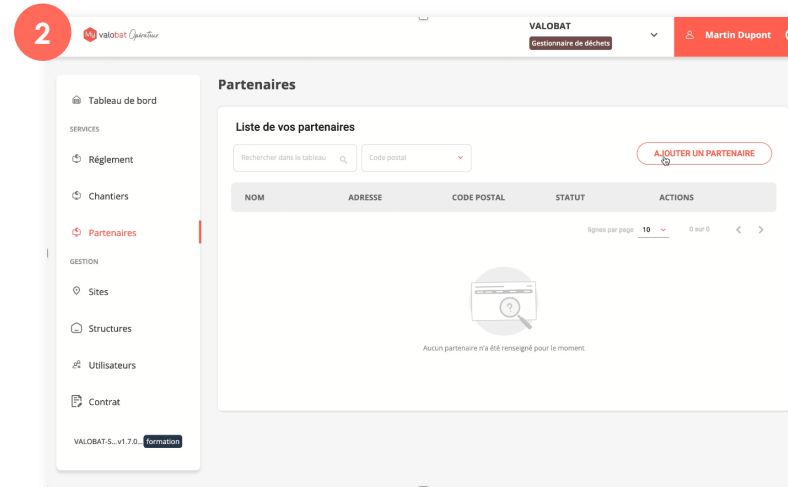 2
My valobat Opérateur
VALOBAT
Gestionnaire de déchets
Martin Dupont
Tableau de bord
SERVICES
Réglement
Chantiers
Partenaires
GESTION
Sites
Structures
Utilisateurs
Contrat
VALOBAT-S... v1.7.0... formation
Partenaires
Liste de vos partenaires
Rechercher dans le tableau
Code postal
AJOUTER UN PARTENAIRE
NOM ADRESSE CODE POSTAL STATUT ACTIONS
lignes par page 10 0 sur 0
?
Aucun partenaire n'a été renseigné pour le moment